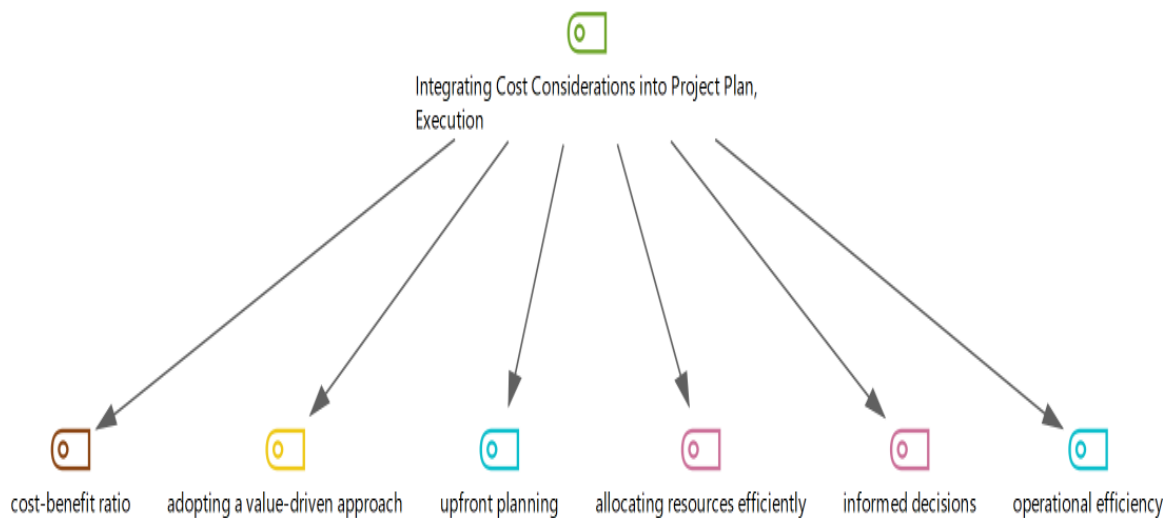 Integrating Cost Considerations into Project Plan,
Execution
cost-benefit ratio
adopting a value-driven approach
upfront planning
allocating resources efficiently
informed decisions
operational efficiency